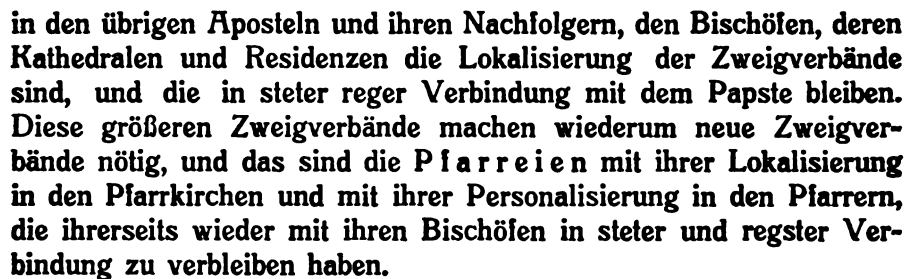 in den übrigen Aposteln und ihren Nachfolgern, den Bischöfen, deren
Kathedralen und Residenzen die Lokalisierung der Zweigverbände
sind, und die in steter reger Verbindung mit dem Papste bleiben.
Diese größeren Zweigverbände machen wiederum neue Zweigver-
bände nötig, und das sind die Pfarreien mit ihrer Lokalisierung
in den Pfarrkirchen und mit ihrer Personalisierung in den Pfarrern,
die ihrerseits wieder mit ihren Bischöfen in steter und regster Ver-
bindung zu verbleiben haben.